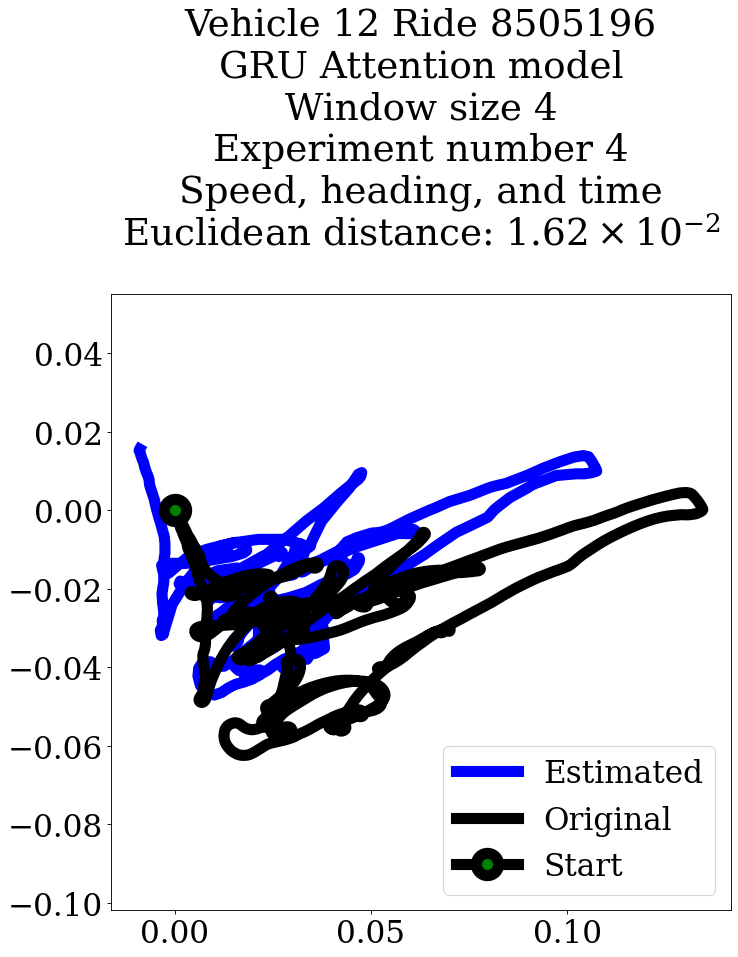 Vehicle 12 Ride 8505196
GRU Attention model
Window size 4
Experiment number 4
Speed, heading, and time
Euclidean distance: 1.62 × 10⁻²
0.04
0.02
0.00
−0.02
−0.04
−0.06
−0.08
−0.10
Estimated
Original
Start
0.00 0.05 0.10